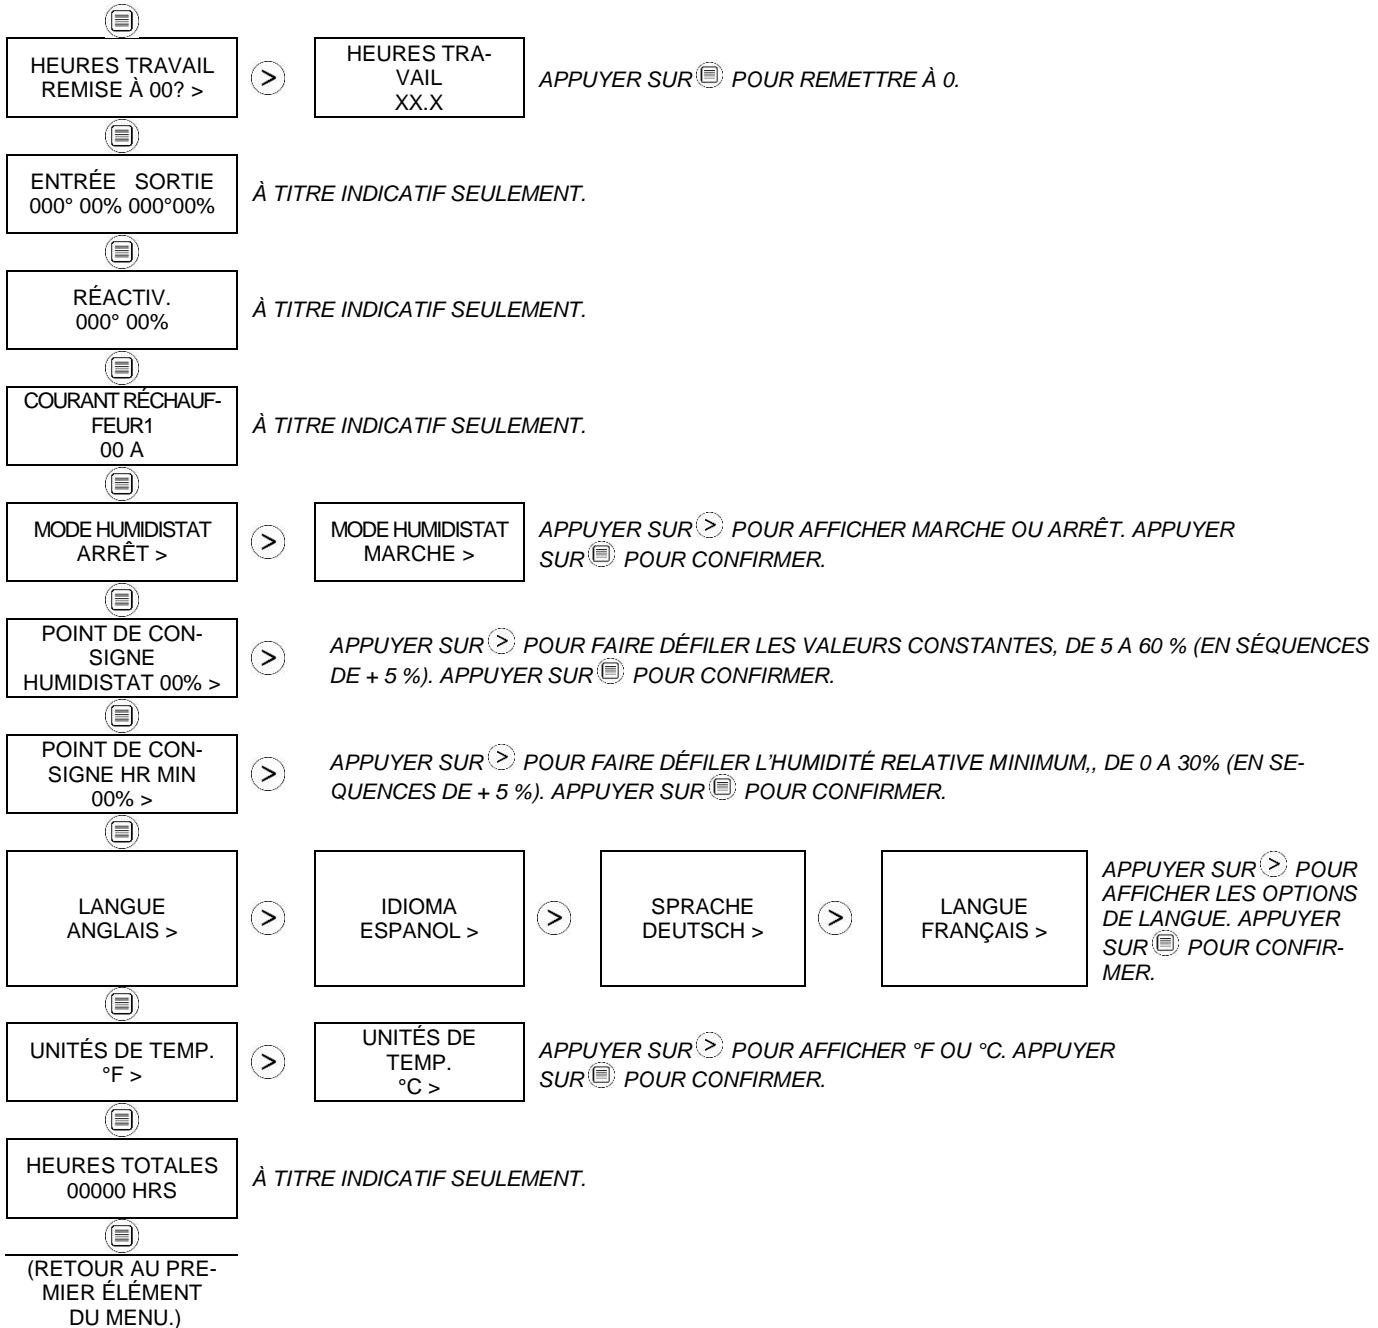 HEURES TRAVAIL
REMISE À 00? >
>
HEURES TRA-
VAIL
XX.X
APPUYER SUR POUR REMETTRE À 0.
ENTRÉE SORTIE
000° 00% 000°00%
À TITRE INDICATIF SEULEMENT.
RÉACTIV.
000° 00%
À TITRE INDICATIF SEULEMENT.
COURANT RÉCHAUF-
FEUR1
00 A
À TITRE INDICATIF SEULEMENT.
MODE HUMIDISTAT
ARRÊT >
>
MODE HUMIDISTAT
MARCHE >
APPUYER SUR > POUR AFFICHER MARCHE OU ARRÊT. APPUYER
SUR POUR CONFIRMER.
POINT DE CON-
SIGNE
HUMIDISTAT 00% >
>
APPUYER SUR > POUR FAIRE DÉFILER LES VALEURS CONSTANTES, DE 5 A 60 % (EN SÉQUENCES
DE + 5 %). APPUYER SUR POUR CONFIRMER.
POINT DE CON-
SIGNE HR MIN
00% >
>
APPUYER SUR > POUR FAIRE DÉFILER L'HUMIDITÉ RELATIVE MINIMUM,, DE 0 A 30% (EN SE-
QUENCES DE + 5 %). APPUYER SUR POUR CONFIRMER.
LANGUE
ANGLAIS >
>
IDIOMA
ESPANOL >
>
SPRACHE
DEUTSCH >
>
LANGUE
FRANÇAIS >
APPUYER SUR > POUR
AFFICHER LES OPTIONS
DE LANGUE. APPUYER
SUR POUR CONFIR-
MER.
UNITÉS DE TEMP.
°F >
>
UNITÉS DE
TEMP.
°C >
APPUYER SUR > POUR AFFICHER °F OU °C. APPUYER
SUR POUR CONFIRMER.
HEURES TOTALES
00000 HRS
À TITRE INDICATIF SEULEMENT.
(RETOUR AU PRE-
MIER ÉLÉMENT
DU MENU.)